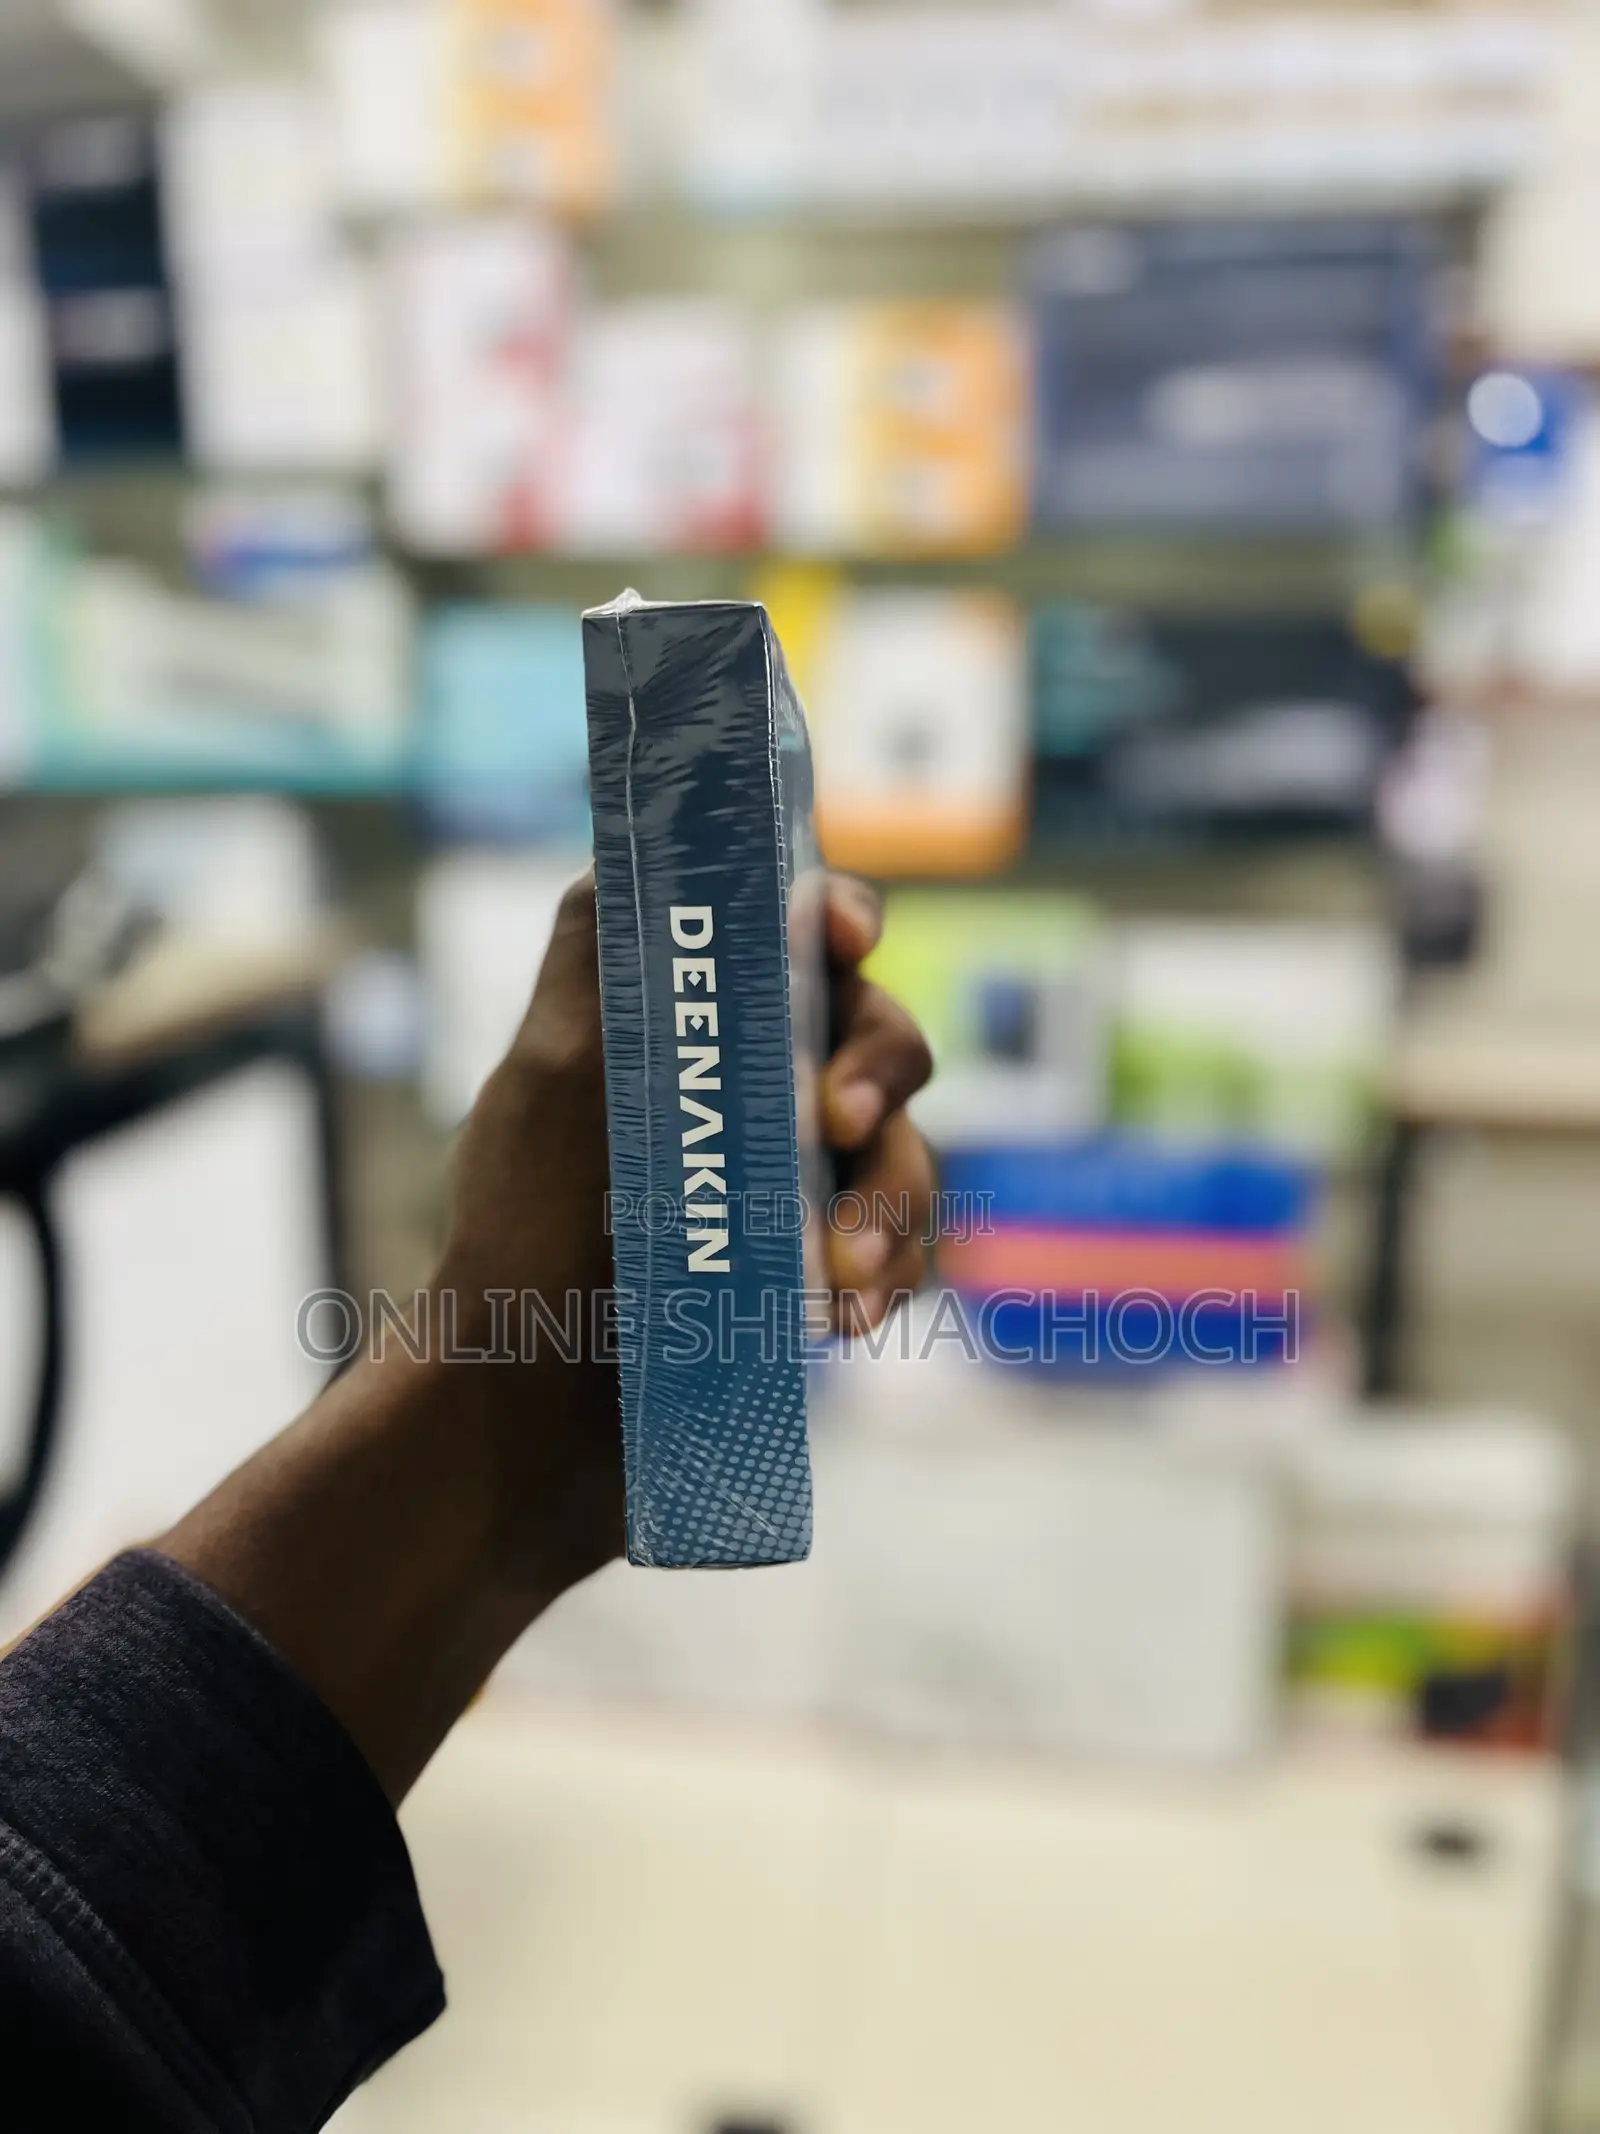 DEENAKIN
POSTED ON JIJI
ONLINE SHEMACHOCH